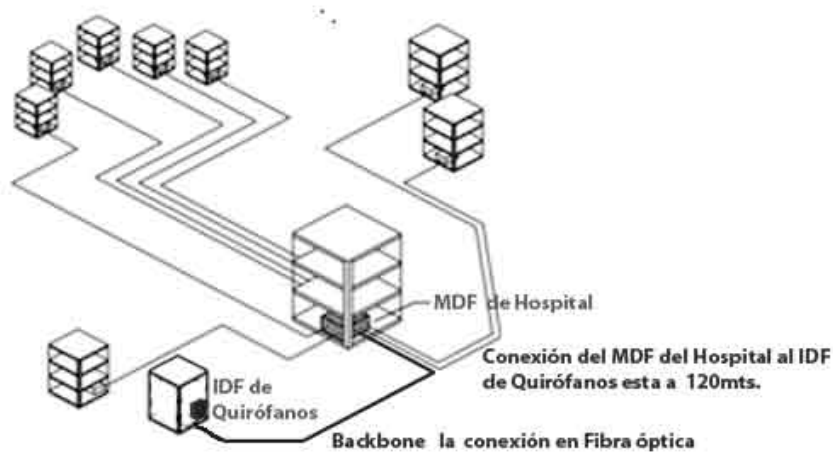 MDF de Hospital
Conexión del MDF del Hospital al IDF
de Quirófanos esta a 120mts.
IDF de
Quirófanos
Backbone la conexión en Fibra óptica